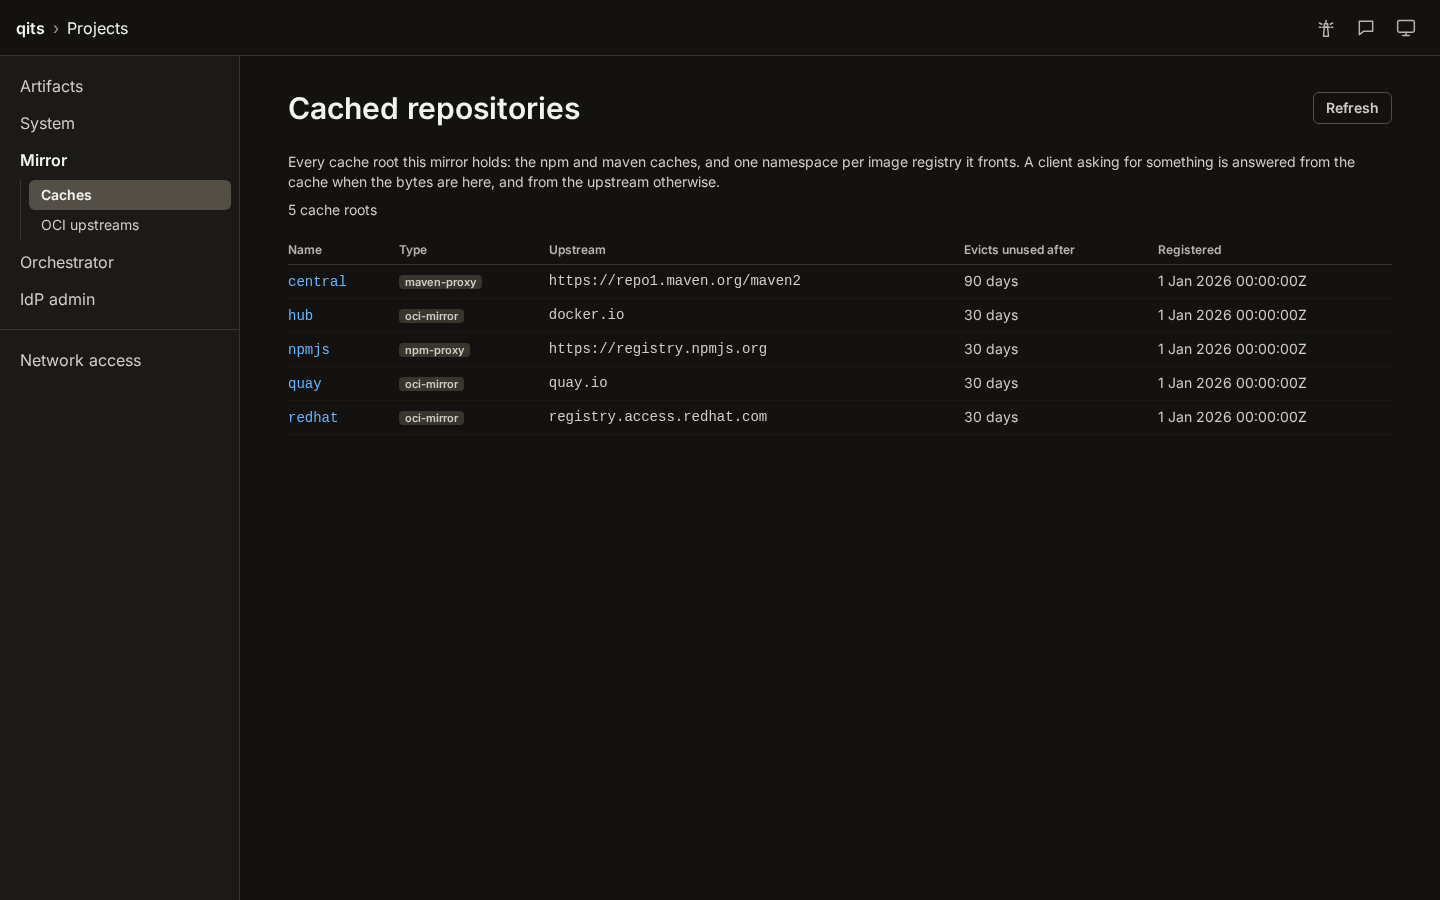 qits › Projects
Artifacts
System
Mirror
Caches
OCI upstreams
Orchestrator
IdP admin
Network access
Cached repositories
Refresh
Every cache root this mirror holds: the npm and maven caches, and one namespace per image registry it fronts. A client asking for something is answered from the
cache when the bytes are here, and from the upstream otherwise.
5 cache roots
Name Type Upstream Evicts unused after Registered
central maven-proxy https://repo1.maven.org/maven2 90 days 1 Jan 2026 00:00:00Z
hub oci-mirror docker.io 30 days 1 Jan 2026 00:00:00Z
npmjs npm-proxy https://registry.npmjs.org 30 days 1 Jan 2026 00:00:00Z
quay oci-mirror quay.io 30 days 1 Jan 2026 00:00:00Z
redhat oci-mirror registry.access.redhat.com 30 days 1 Jan 2026 00:00:00Z